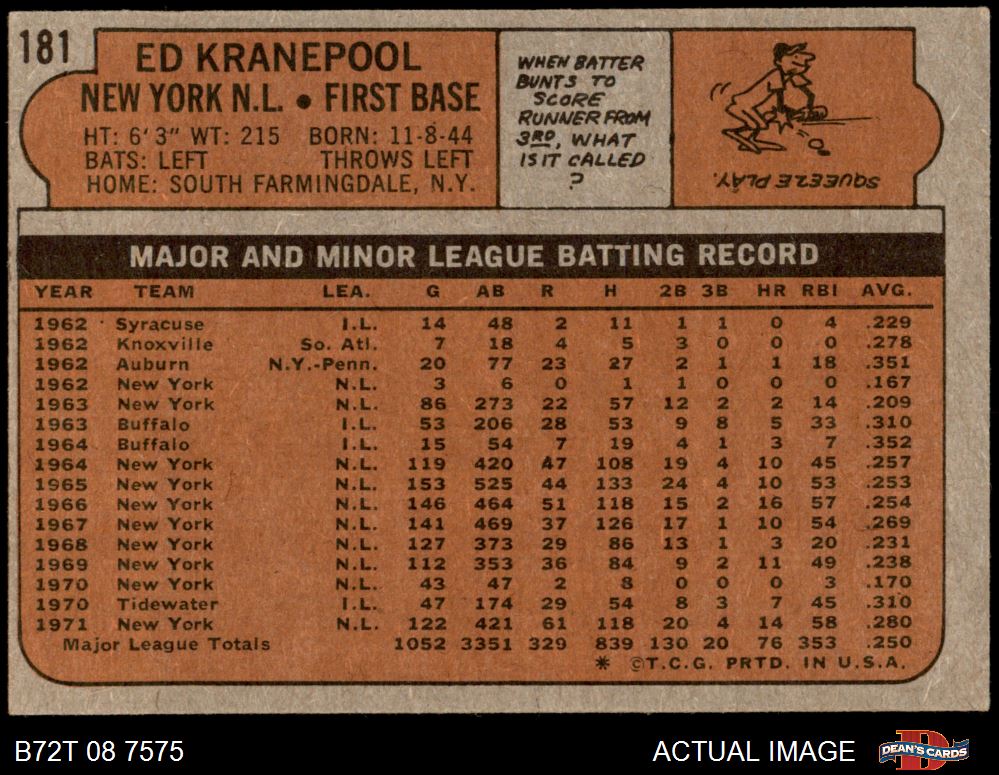 181
ED KRANEPOOL
NEW YORK N.L. • FIRST BASE
HT: 6' 3" WT: 215 BORN: 11-8-44
BATS: LEFT THROWS LEFT
HOME: SOUTH FARMINGDALE, N.Y.
WHEN BATTER
BUNTS TO
SCORE
RUNNER FROM
3RD, WHAT
IS IT CALLED
?
SQUEEZE PLAY.
MAJOR AND MINOR LEAGUE BATTING RECORD
YEAR TEAM LEA. G AB R H 2B 3B HR RBI AVG.
1962 Syracuse I.L. 14 48 2 11 1 1 0 4 .229
1962 Knoxville So. Atl. 7 18 4 5 3 0 0 0 .278
1962 Auburn N.Y.-Penn. 20 77 23 27 2 1 1 18 .351
1962 New York N.L. 3 6 0 1 1 0 0 0 .167
1963 New York N.L. 86 273 22 57 12 2 2 14 .209
1963 Buffalo I.L. 53 206 28 53 9 8 5 33 .310
1964 Buffalo I.L. 15 54 7 19 4 1 3 7 .352
1964 New York N.L. 119 420 47 108 19 4 10 45 .257
1965 New York N.L. 153 525 44 133 24 4 10 53 .253
1966 New York N.L. 146 464 51 118 15 2 16 57 .254
1967 New York N.L. 141 469 37 126 17 1 10 54 .269
1968 New York N.L. 127 373 29 86 13 1 3 20 .231
1969 New York N.L. 112 353 36 84 9 2 11 49 .238
1970 New York N.L. 43 47 2 8 0 0 0 3 .170
1970 Tidewater I.L. 47 174 29 54 8 3 7 45 .310
1971 New York N.L. 122 421 61 118 20 4 14 58 .280
Major League Totals 1052 3351 329 839 130 20 76 353 .250
* ©T.C.G. PRTD. IN U.S.A.
B72T 08 7575 ACTUAL IMAGE D DEAN'S CARDS